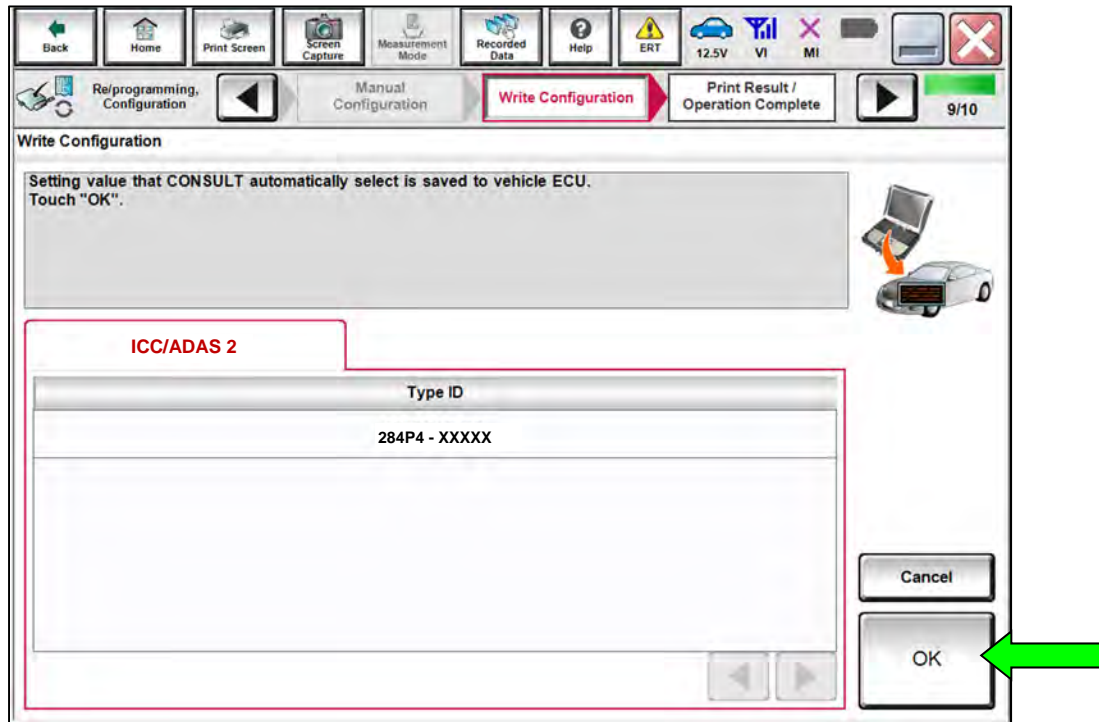 Back
Home
Print Screen
Screen
Capture
Measurement
Mode
Recorded
Data
Help
ERT
12.5V
VI
MI
Re/programming,
Configuration
Manual
Configuration
Write Configuration
Print Result /
Operation Complete
9/10
Write Configuration
Setting value that CONSULT automatically select is saved to vehicle ECU.
Touch "OK".
ICC/ADAS 2
Type ID
284P4 - XXXXX
Cancel
OK